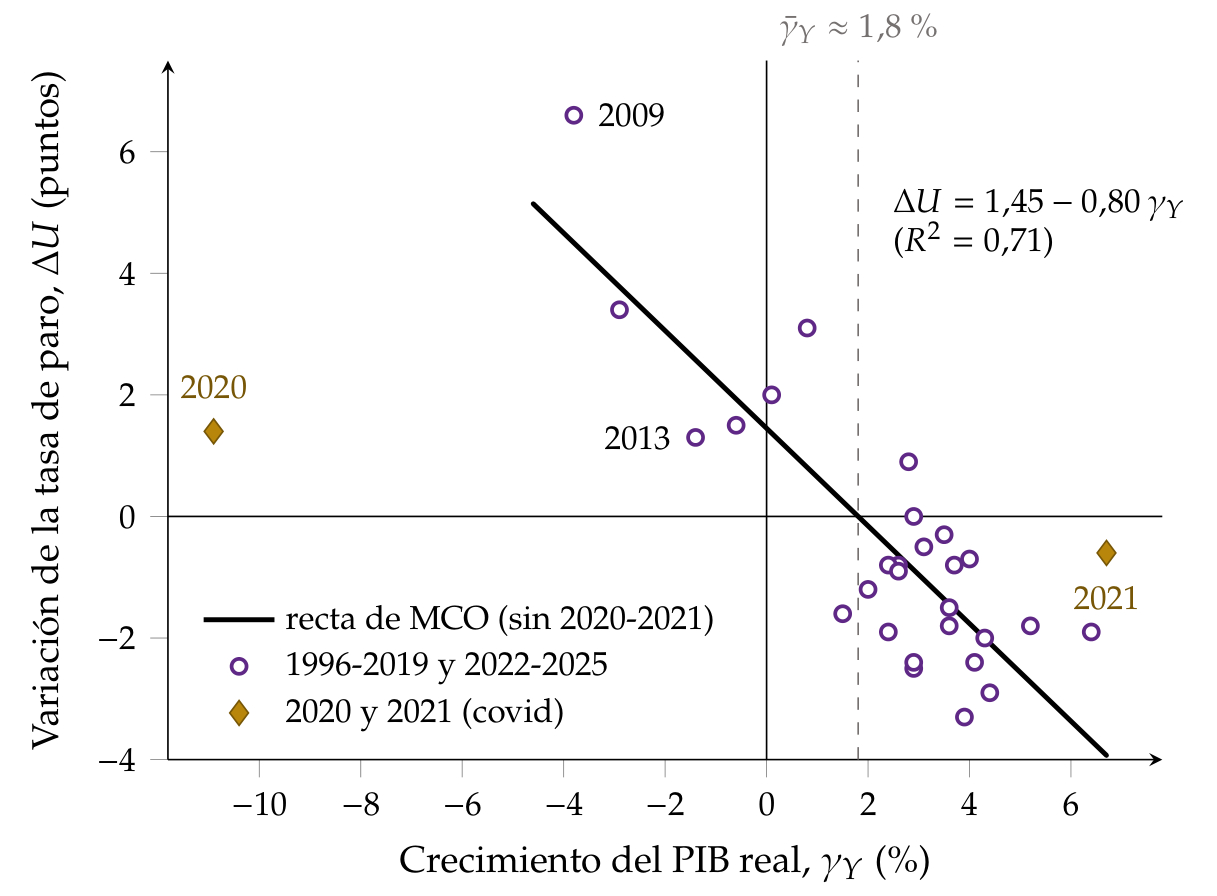 γ̄_Y ≈ 1,8 %
Variación de la tasa de paro, ΔU (puntos)
6
4
2
0
−2
−4
2009
ΔU = 1,45 − 0,80 γ_Y
(R² = 0,71)
2020
2013
2021
recta de MCO (sin 2020-2021)
1996-2019 y 2022-2025
2020 y 2021 (covid)
−10 −8 −6 −4 −2 0 2 4 6
Crecimiento del PIB real, γ_Y (%)